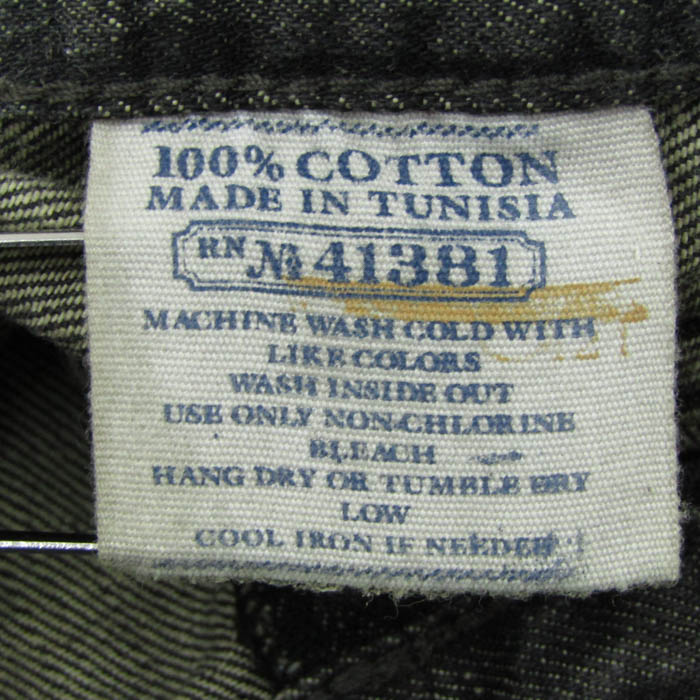 100% COTTON
MADE IN TUNISIA
RN № 41381
MACHINE WASH COLD WITH
LIKE COLORS
WASH INSIDE OUT
USE ONLY NON-CHLORINE
BLEACH
HANG DRY OR TUMBLE DRY
LOW
COOL IRON IF NEEDED